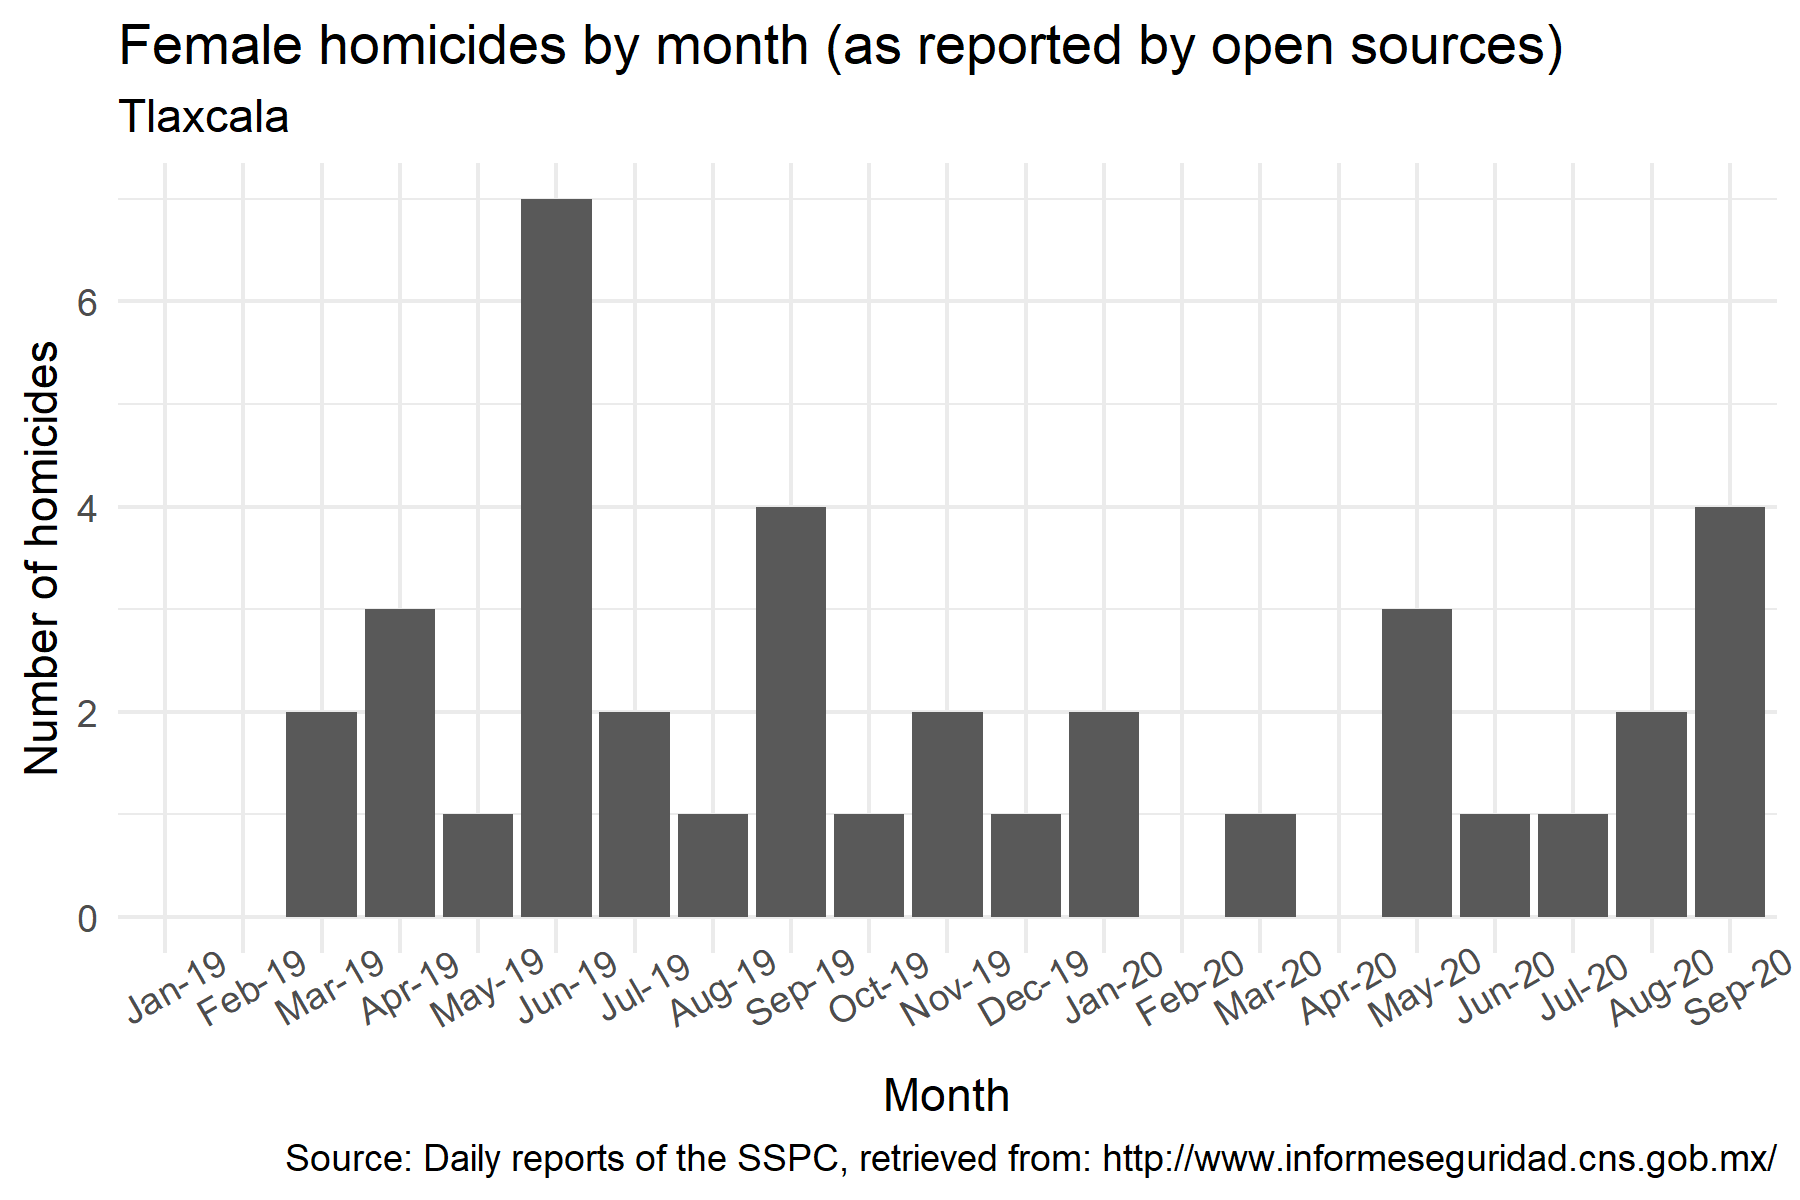 Female homicides by month (as reported by open sources)
Tlaxcala
Number of homicides
6
4
2
0
Jan-19
Feb-19
Mar-19
Apr-19
May-19
Jun-19
Jul-19
Aug-19
Sep-19
Oct-19
Nov-19
Dec-19
Jan-20
Feb-20
Mar-20
Apr-20
May-20
Jun-20
Jul-20
Aug-20
Sep-20
Month
Source: Daily reports of the SSPC, retrieved from: http://www.informeseguridad.cns.gob.mx/